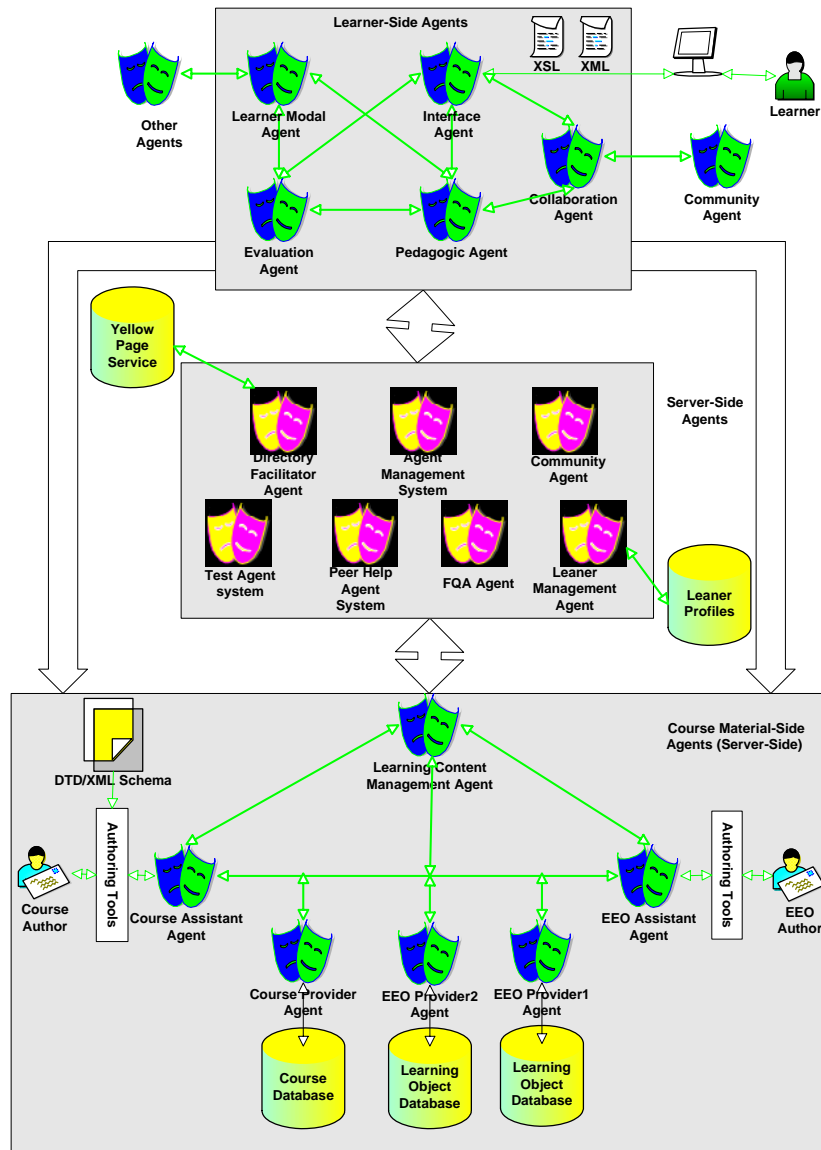 Learner-Side Agents
XSL
XML
Other
Agents
Learner Modal
Agent
Interface
Agent
Learner
Collaboration
Agent
Community
Agent
Evaluation
Agent
Pedagogic Agent
Yellow
Page
Service
Server-Side
Agents
Directory
Facilitator
Agent
Agent
Management
System
Community
Agent
Test Agent
system
Peer Help
Agent
System
FQA Agent
Leaner
Management
Agent
Leaner
Profiles
Course Material-Side
Agents (Server-Side)
DTD/XML Schema
Learning Content
Management Agent
Authoring Tools
Authoring Tools
Course
Author
Course Assistant
Agent
EEO Assistant
Agent
EEO
Author
Course Provider
Agent
EEO Provider2
Agent
EEO Provider1
Agent
Course
Database
Learning
Object
Database
Learning
Object
Database